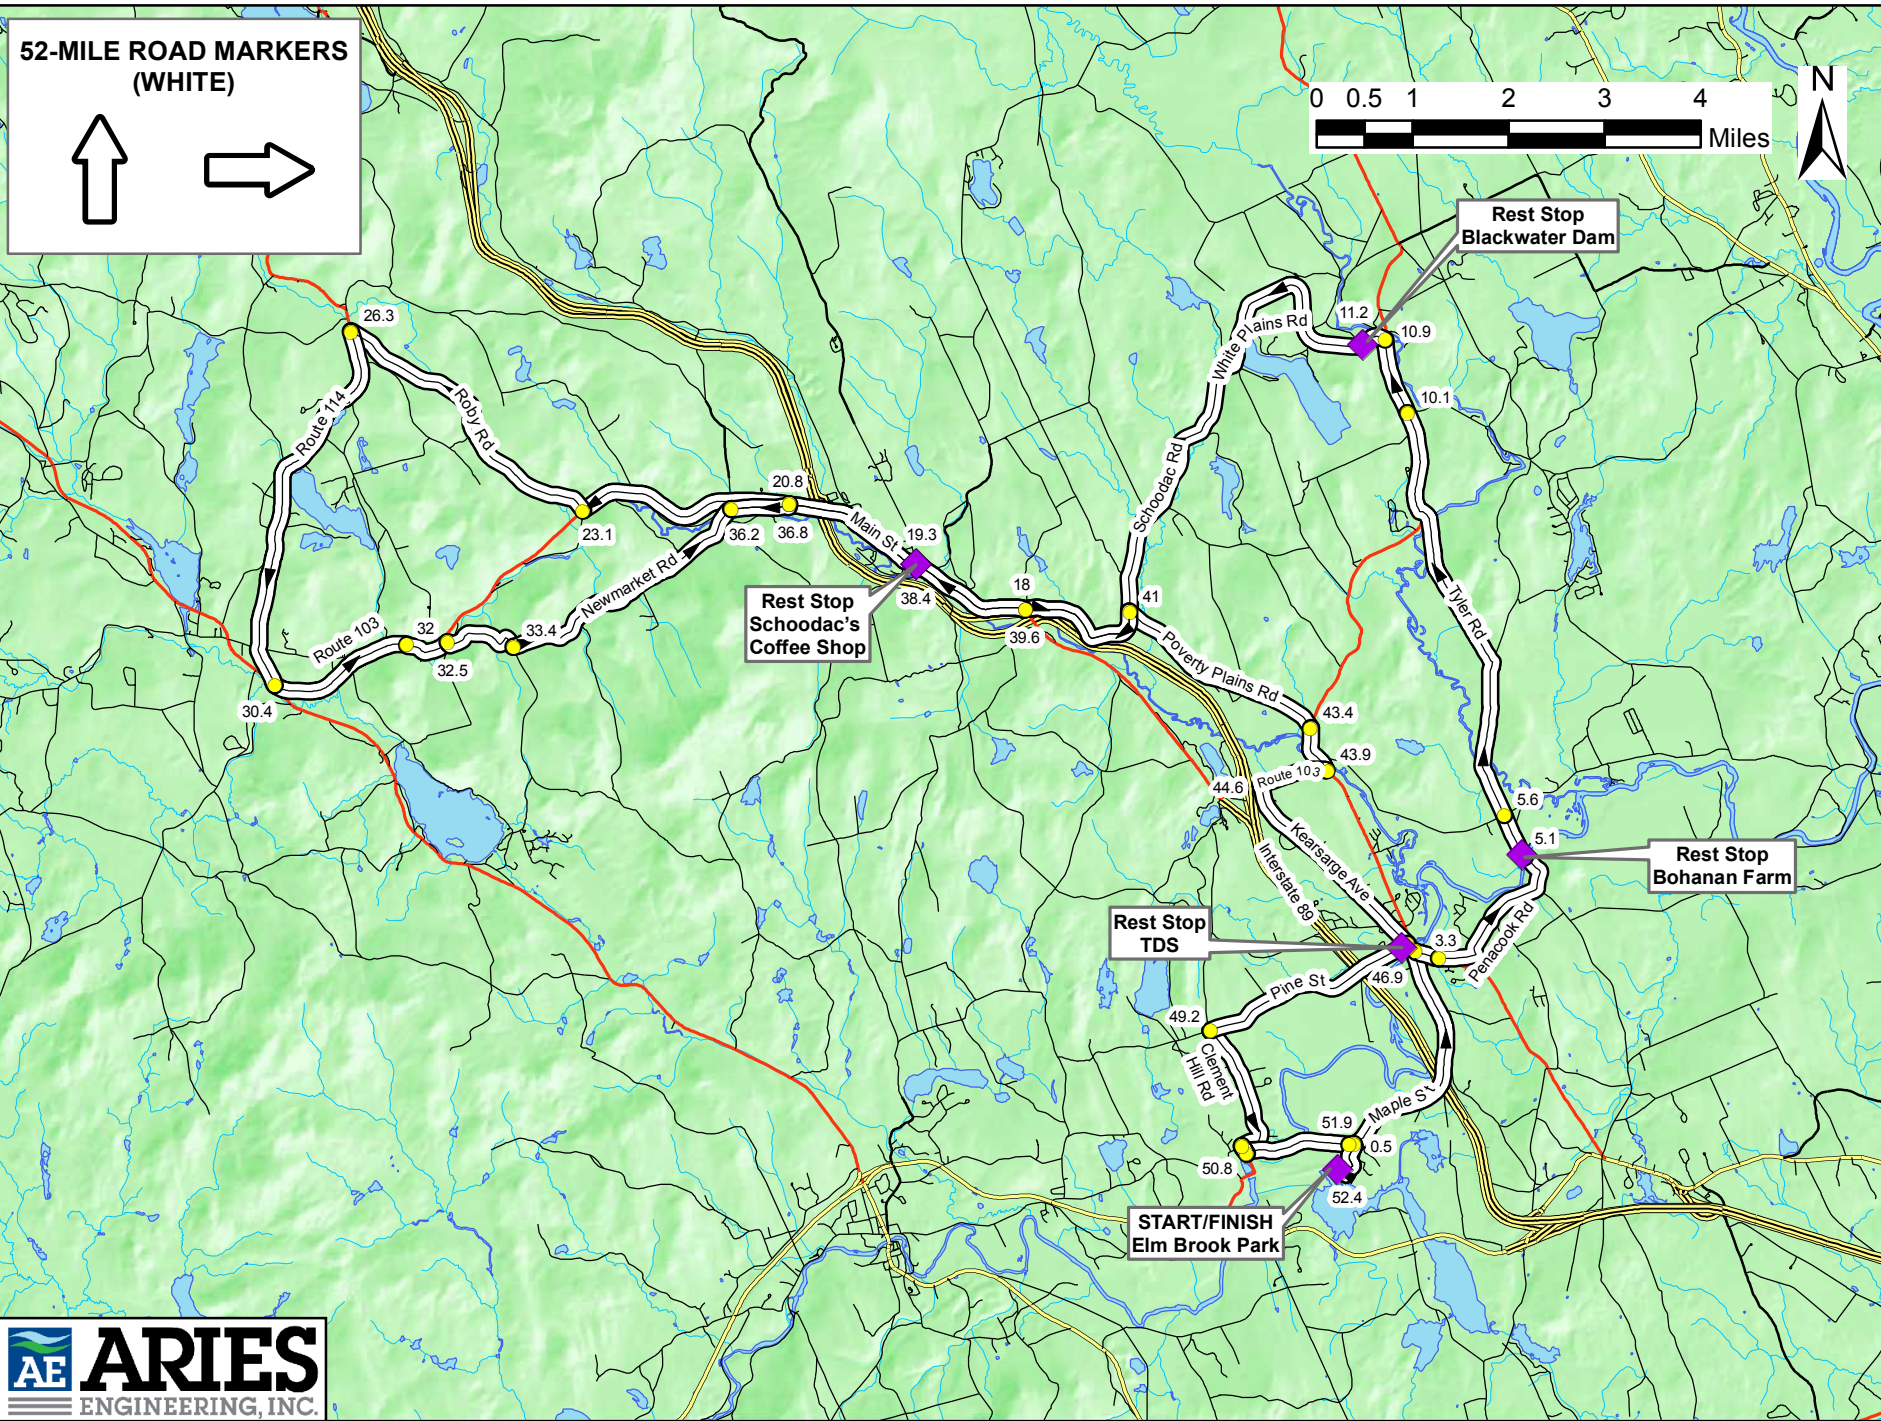 52-MILE ROAD MARKERS
(WHITE)
0 0.5 1 2 3 4
Miles
N
Rest Stop
Blackwater Dam
11.2
10.9
White Plains Rd
10.1
26.3
Route 114
Roby Rd
Schoodac Rd
20.8
Main St
19.3
23.1
36.2
36.8
Newmarket Rd
Rest Stop
Schoodac's
Coffee Shop
38.4
18
39.6
41
Tyler Rd
Poverty Plains Rd
Route 103
32
32.5
33.4
30.4
43.4
43.9
Route 103
44.6
Kearsarge Ave
Interstate 89
5.6
5.1
Rest Stop
Bohanan Farm
Rest Stop
TDS
3.3
Penacook Rd
46.9
Pine St
49.2
Clement
Hill Rd
Maple St
51.9
0.5
50.8
52.4
START/FINISH
Elm Brook Park
AE ARIES
ENGINEERING, INC.